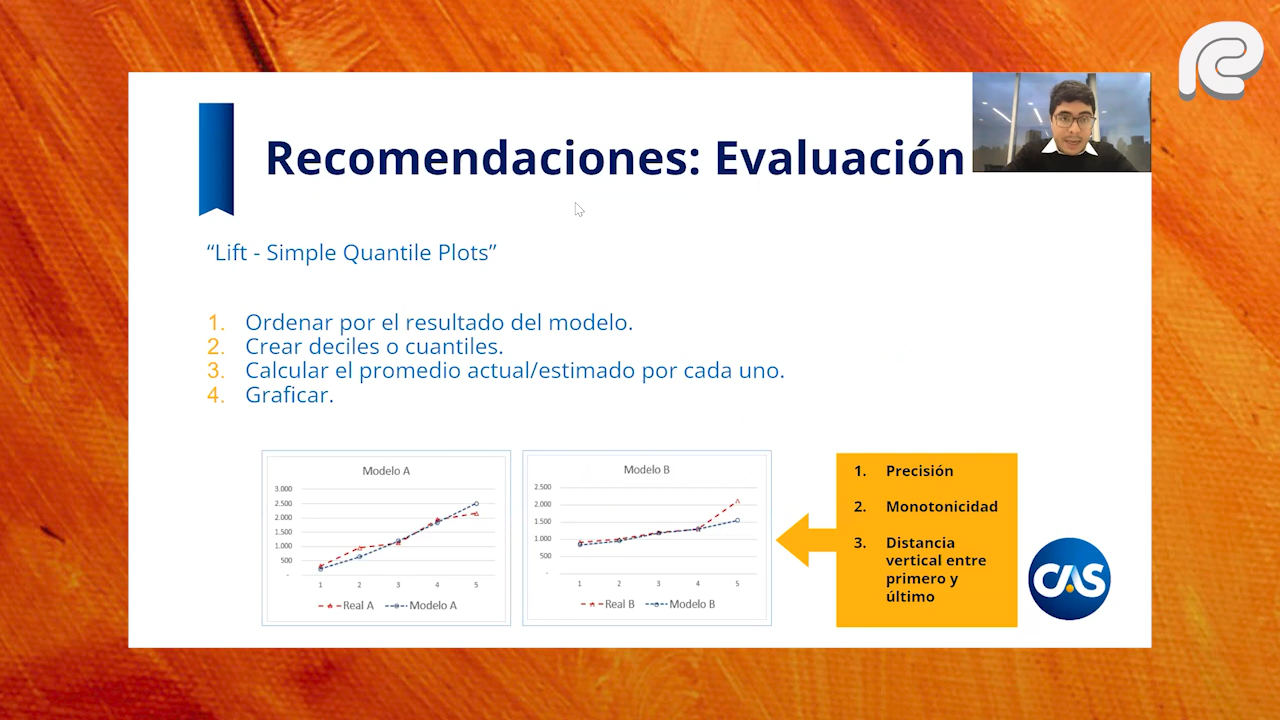 Recomendaciones: Evaluación
“Lift - Simple Quantile Plots”
1. Ordenar por el resultado del modelo.
2. Crear deciles o cuantiles.
3. Calcular el promedio actual/estimado por cada uno.
4. Graficar.
Modelo A
3.000
2.500
2.000
1.500
1.000
500
-
1 2 3 4 5
Real A Modelo A
Modelo B
2.500
2.000
1.500
1.000
500
-
1 2 3 4 5
Real B Modelo B
1. Precisión
2. Monotonicidad
3. Distancia
vertical entre
primero y
último
CAS